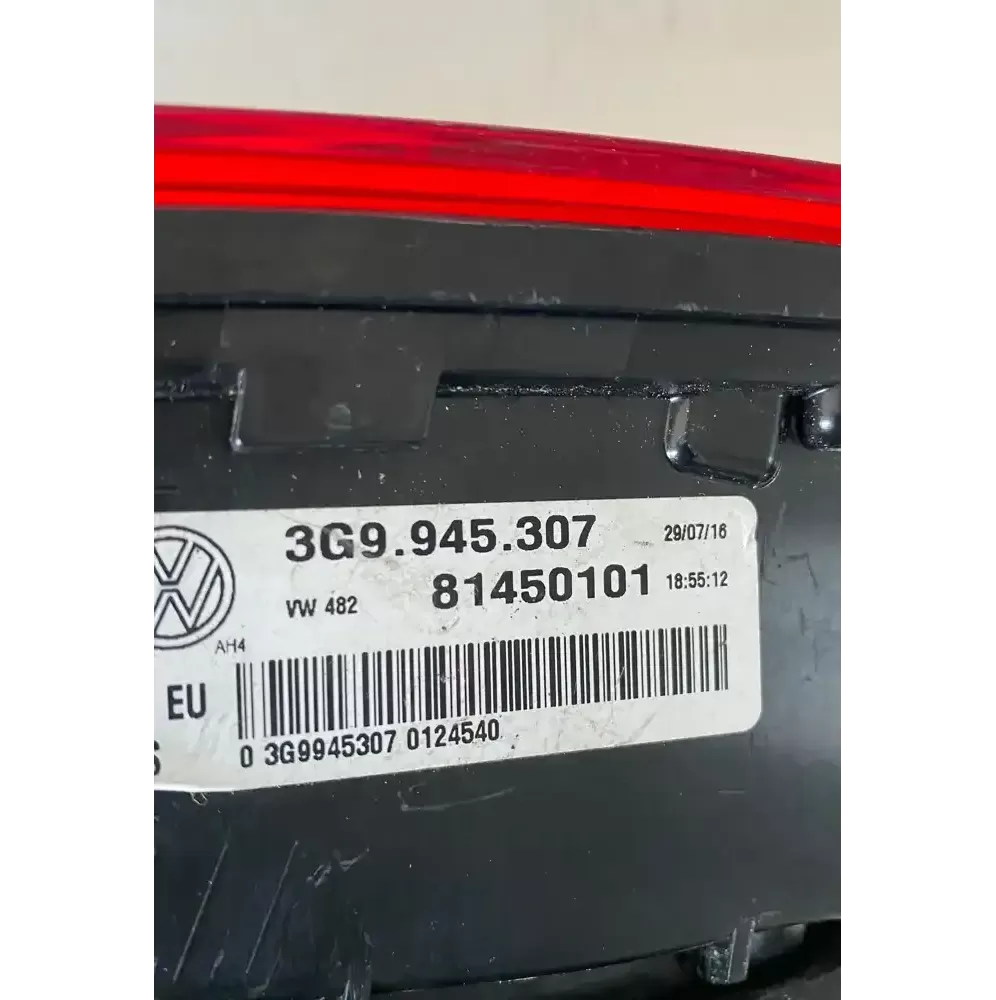 3G9.945.307 29/07/16
VW 482 81450101 18:55:12
AH4
EU
0 3G9945307 0124540